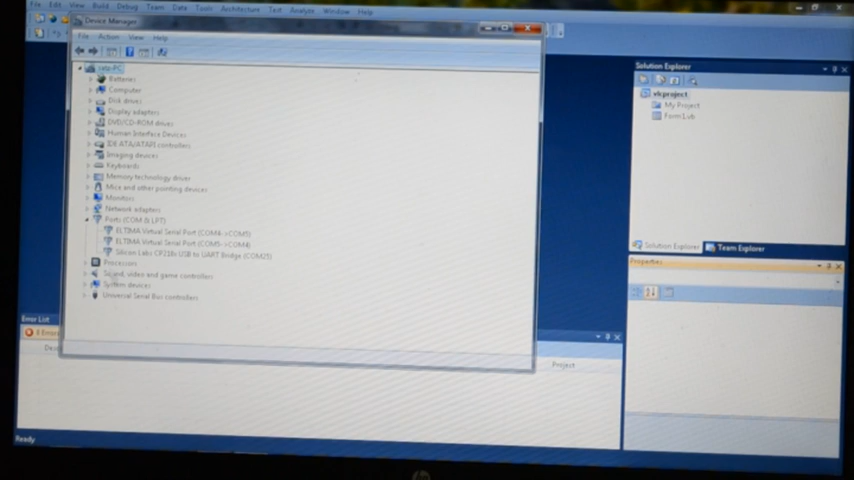 File Edit View Build Debug Team Data Tools Architecture Test Analyze Window Help
Device Manager
File Action View Help
Batteries
Computer
Disk drives
Display adapters
DVD/CD-ROM drives
Human Interface Devices
IDE ATA/ATAPI controllers
Imaging devices
Keyboards
Memory technology driver
Mice and other pointing devices
Monitors
Network adapters
Ports (COM & LPT)
ELTIMA Virtual Serial Port (COM4->COM5)
ELTIMA Virtual Serial Port (COM5->COM4)
Silicon Labs CP210x USB to UART Bridge (COM25)
Processors
Sound, video and game controllers
System devices
Universal Serial Bus controllers
Solution Explorer
vlcproject
My Project
Form1.vb
Solution Explorer
Team Explorer
Properties
Error List
Project
Ready
hp